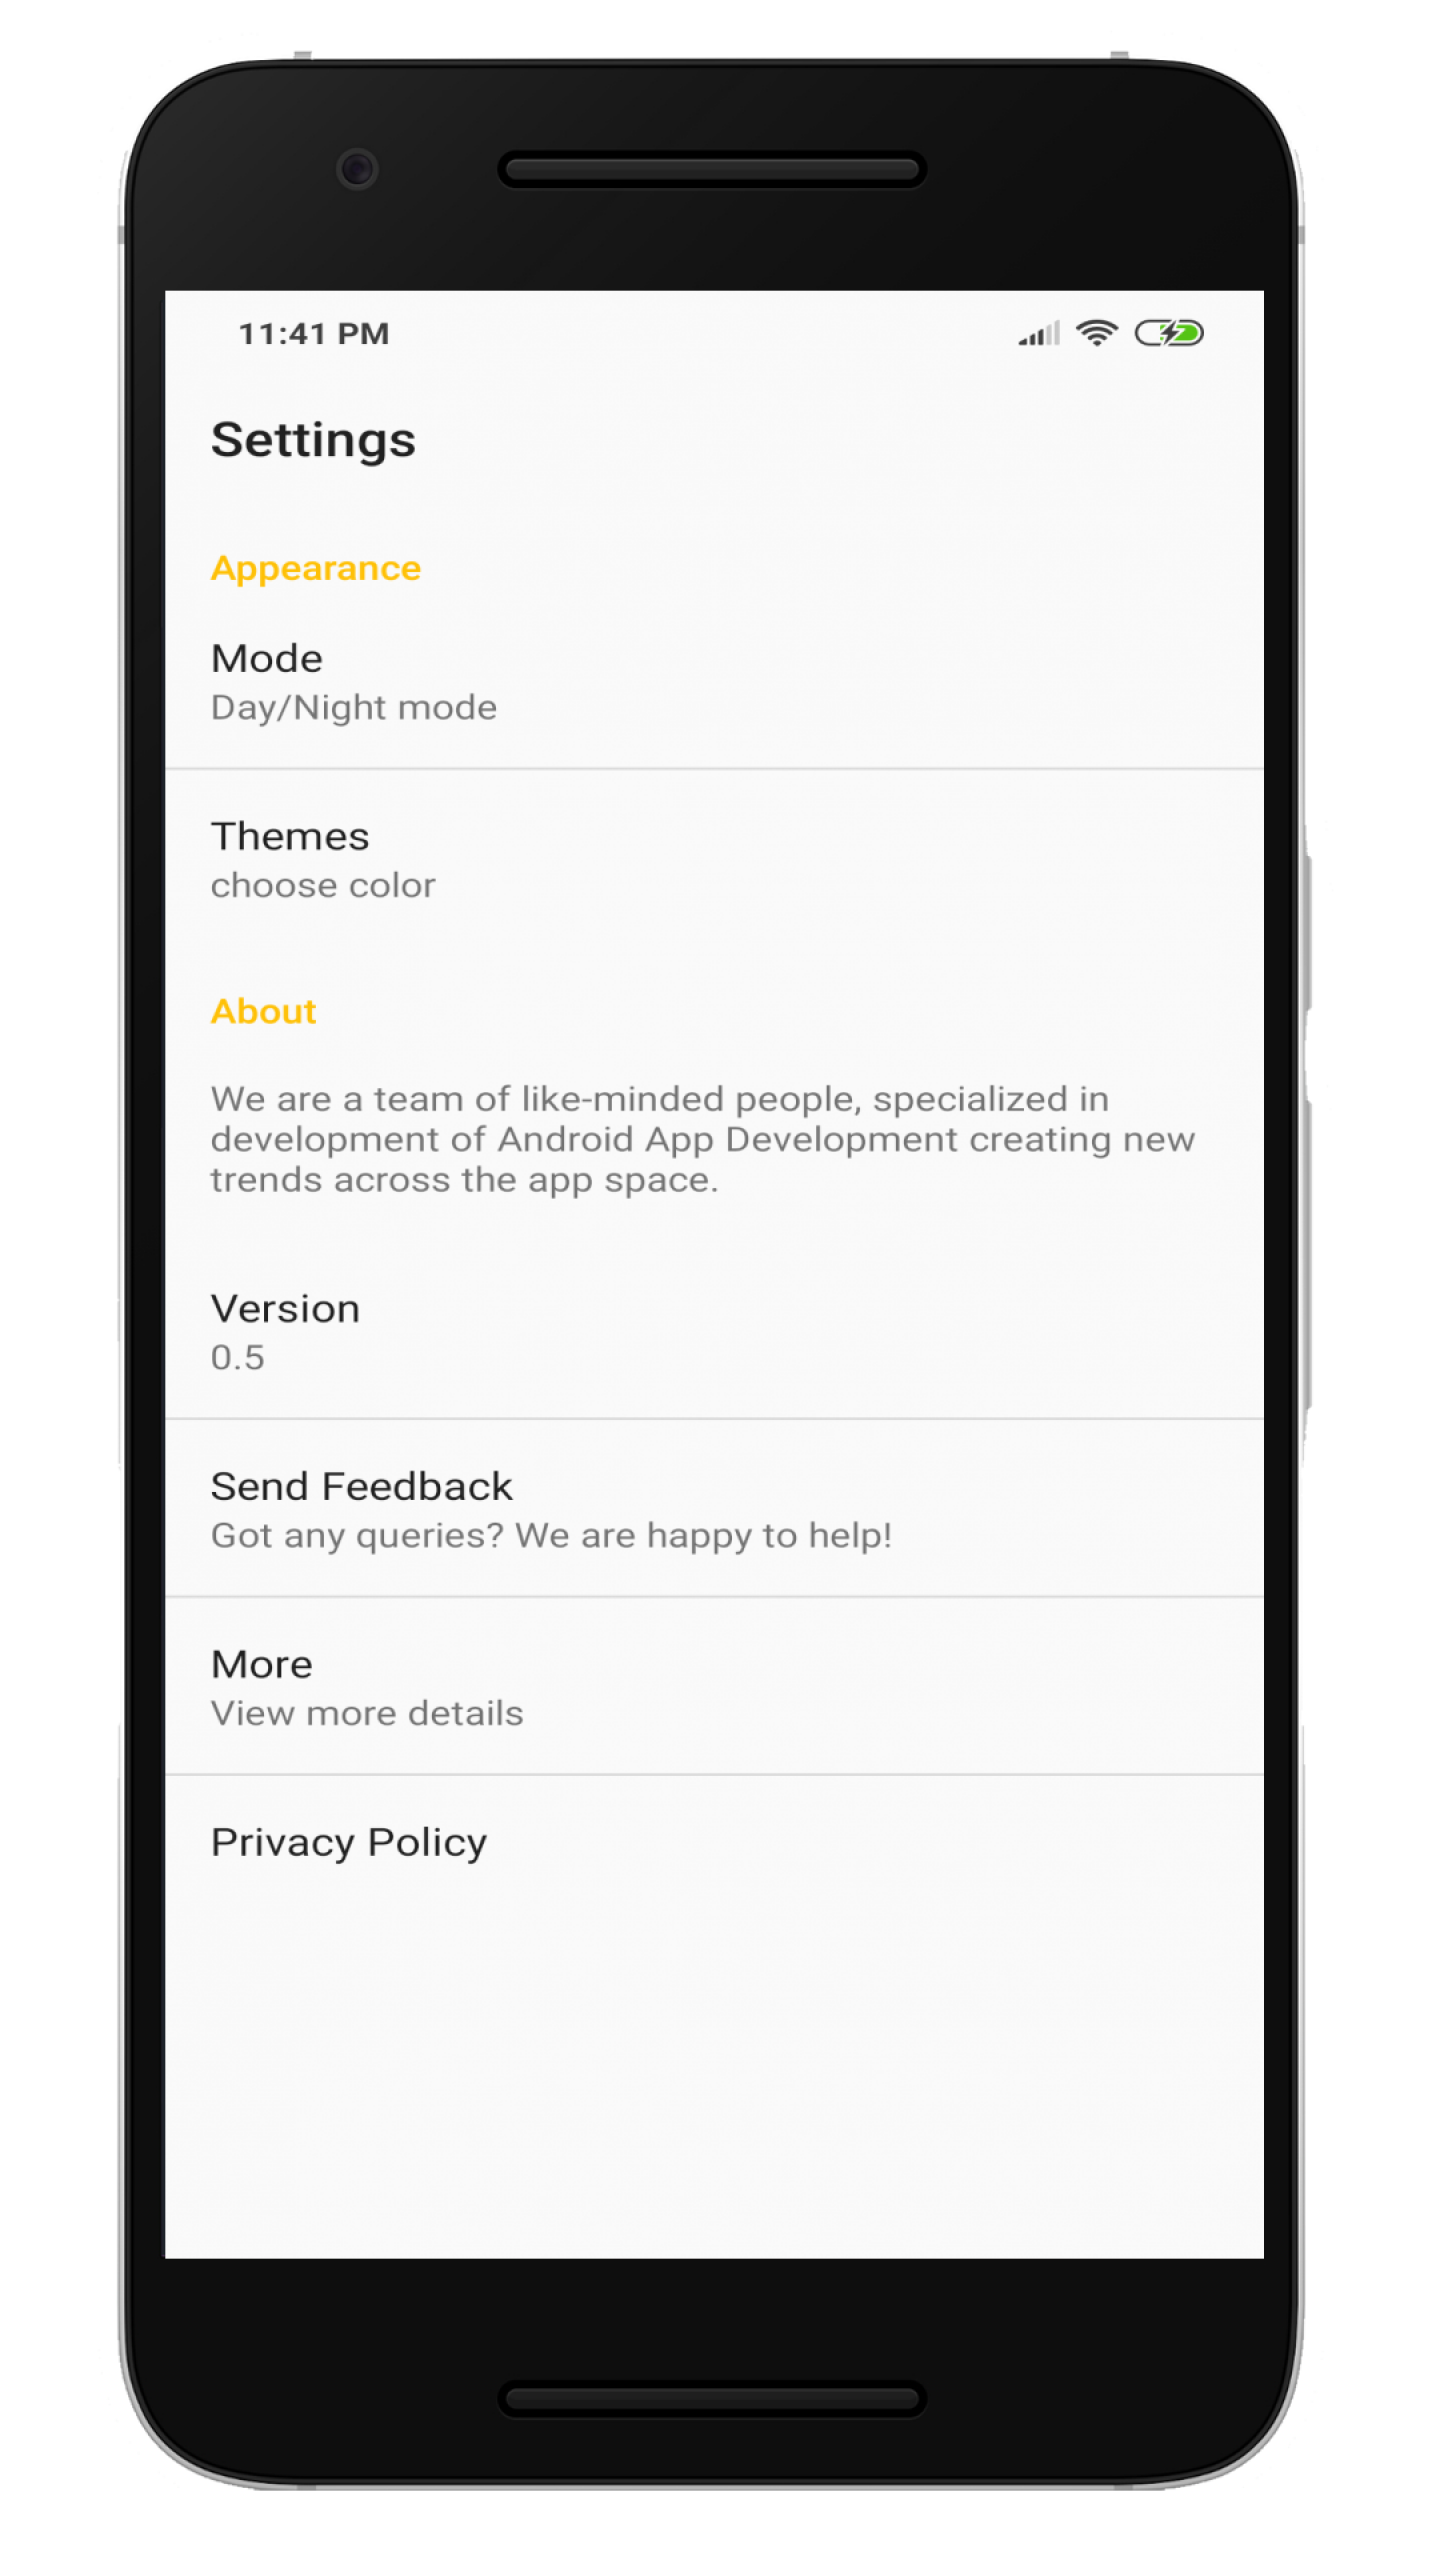 11:41 PM
Settings
Appearance
Mode
Day/Night mode
Themes
choose color
About
We are a team of like-minded people, specialized in
development of Android App Development creating new
trends across the app space.
Version
0.5
Send Feedback
Got any queries? We are happy to help!
More
View more details
Privacy Policy